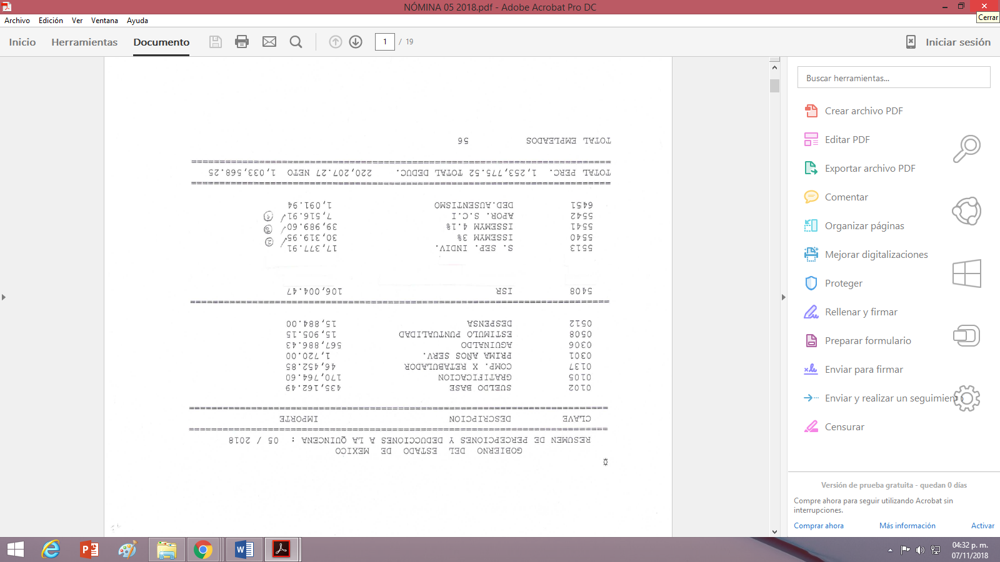 NÓMINA 05 2018.pdf - Adobe Acrobat Pro DC
Cerrar
Archivo Edición Ver Ventana Ayuda
Inicio Herramientas Documento 1 / 19 Iniciar sesión
GOBIERNO DEL ESTADO DE MEXICO
RESUMEN DE PERCEPCIONES Y DEDUCCIONES A LA QUINCENA : 05 / 2018
CLAVE DESCRIPCION IMPORTE
0102 SUELDO BASE 435,162.49
0105 GRATIFICACION 170,764.60
0137 COMP. X RETABULADOR 46,452.85
0301 PRIMA AÑOS SERV. 1,720.00
0306 AGUINALDO 567,886.43
0508 ESTIMULO PUNTUALIDAD 15,905.15
0512 DESPENSA 15,884.00
5408 ISR 106,004.47
5513 S. SEP. INDIV. 17,377.91
5540 ISSEMYM 3% 30,319.95 / 2
5541 ISSEMYM 4.1% 39,989.60 / 3
5542 APOR. S.C.I 7,516.91 / 1
6451 DED.AUSENTISMO 1,091.94
TOTAL PERC. 1,253,775.52 TOTAL DEDUC. 220,207.27 NETO 1,033,568.25
TOTAL EMPLEADOS 56
Buscar herramientas...
Crear archivo PDF
Editar PDF
Exportar archivo PDF
Comentar
Organizar páginas
Mejorar digitalizaciones
Proteger
Rellenar y firmar
Preparar formulario
Enviar para firmar
Enviar y realizar un seguimiento
Censurar
Versión de prueba gratuita - quedan 0 días
Compre ahora para seguir utilizando Acrobat sin
interrupciones.
Comprar ahora Más información Activar
04:32 p. m.
07/11/2018